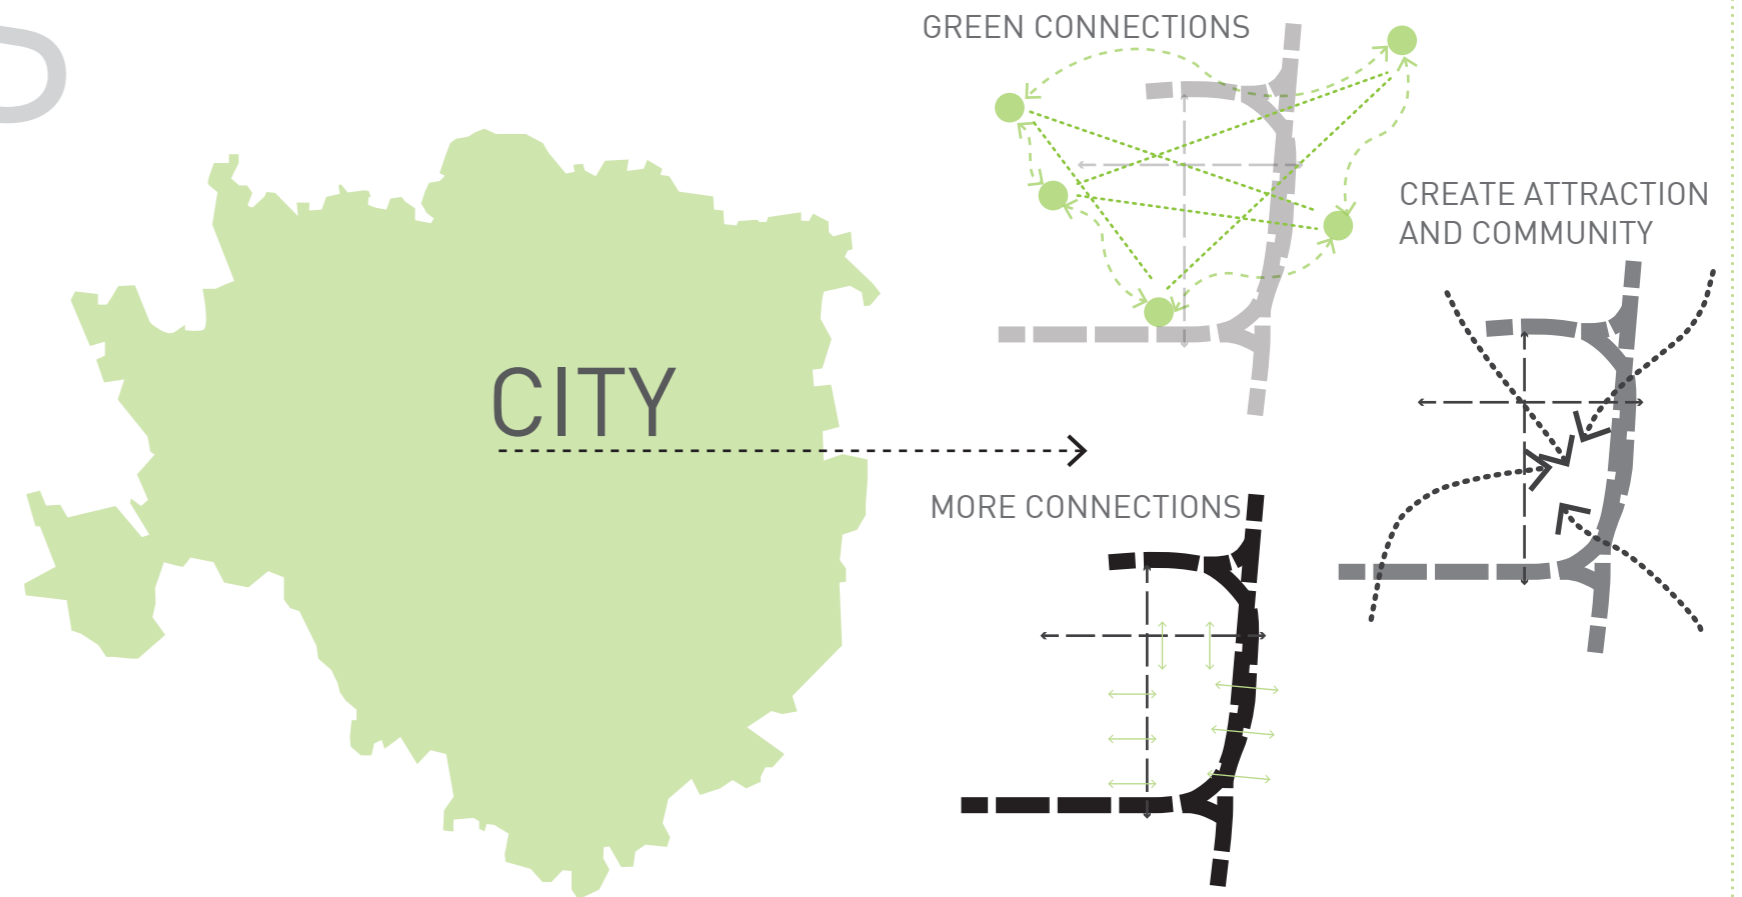 GREEN CONNECTIONS
CREATE ATTRACTION
AND COMMUNITY
CITY
MORE CONNECTIONS